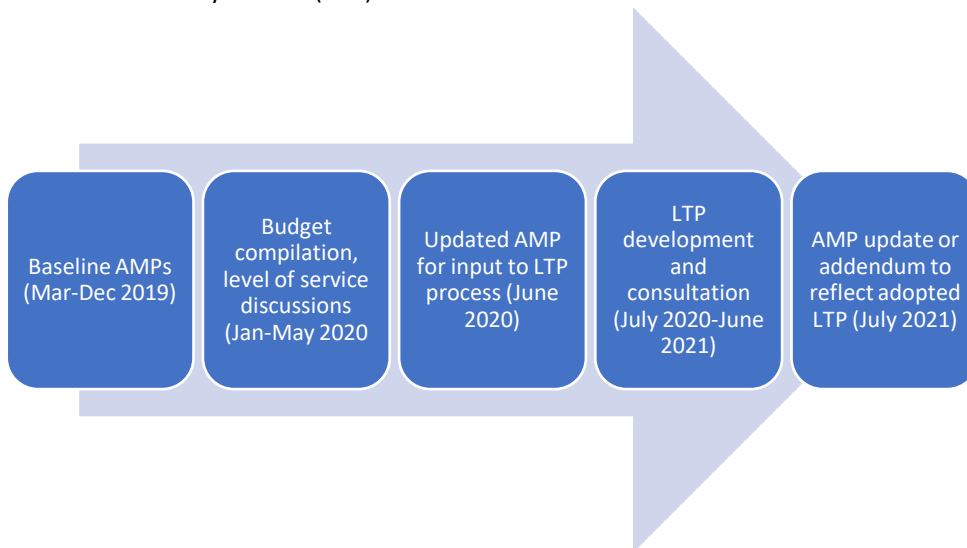 Baseline AMPs
(Mar-Dec 2019)
Budget
compilation,
level of service
discussions
(Jan-May 2020
Updated AMP
for input to LTP
process (June
2020)
LTP
development
and
consultation
(July 2020-June
2021)
AMP update or
addendum to
reflect adopted
LTP (July 2021)